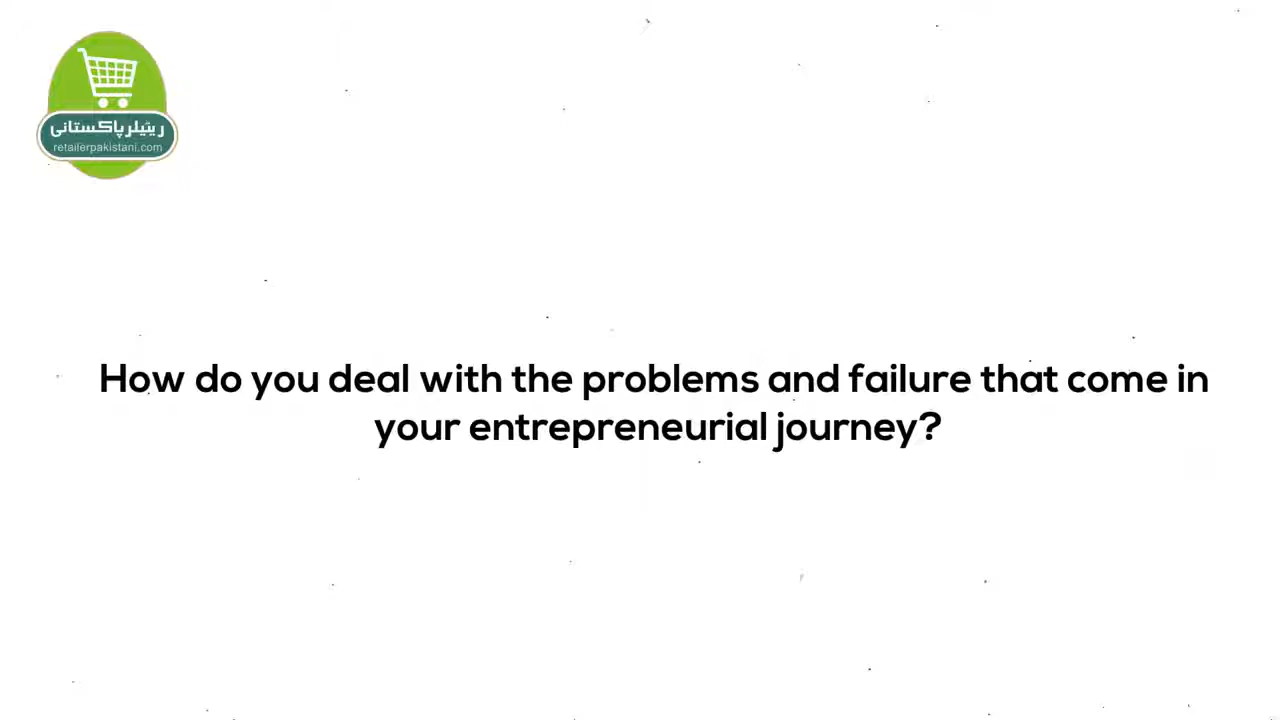 ریٹیلر پاکستانی
retailerpakistani.com
How do you deal with the problems and failure that come in
your entrepreneurial journey?